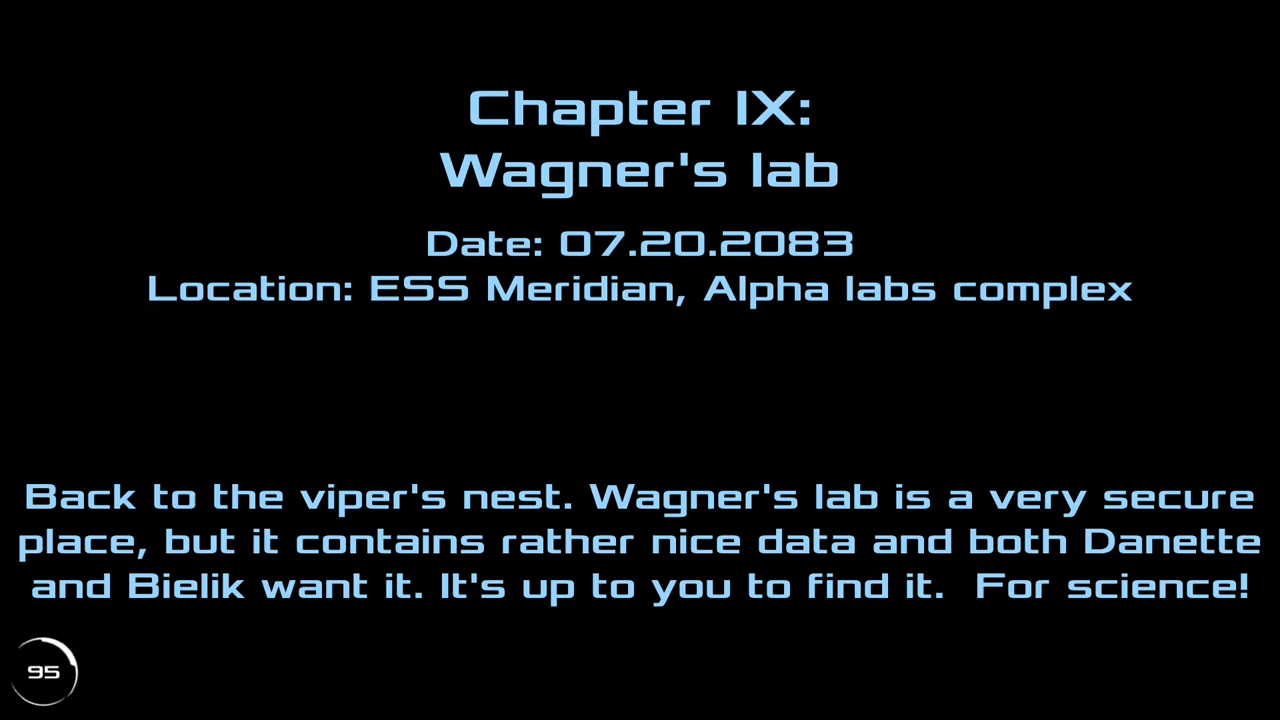 Chapter IX:
Wagner's lab
Date: 07.20.2083
Location: ESS Meridian, Alpha labs complex
Back to the viper's nest. Wagner's lab is a very secure
place, but it contains rather nice data and both Danette
and Bielik want it. It's up to you to find it.  For science!
95